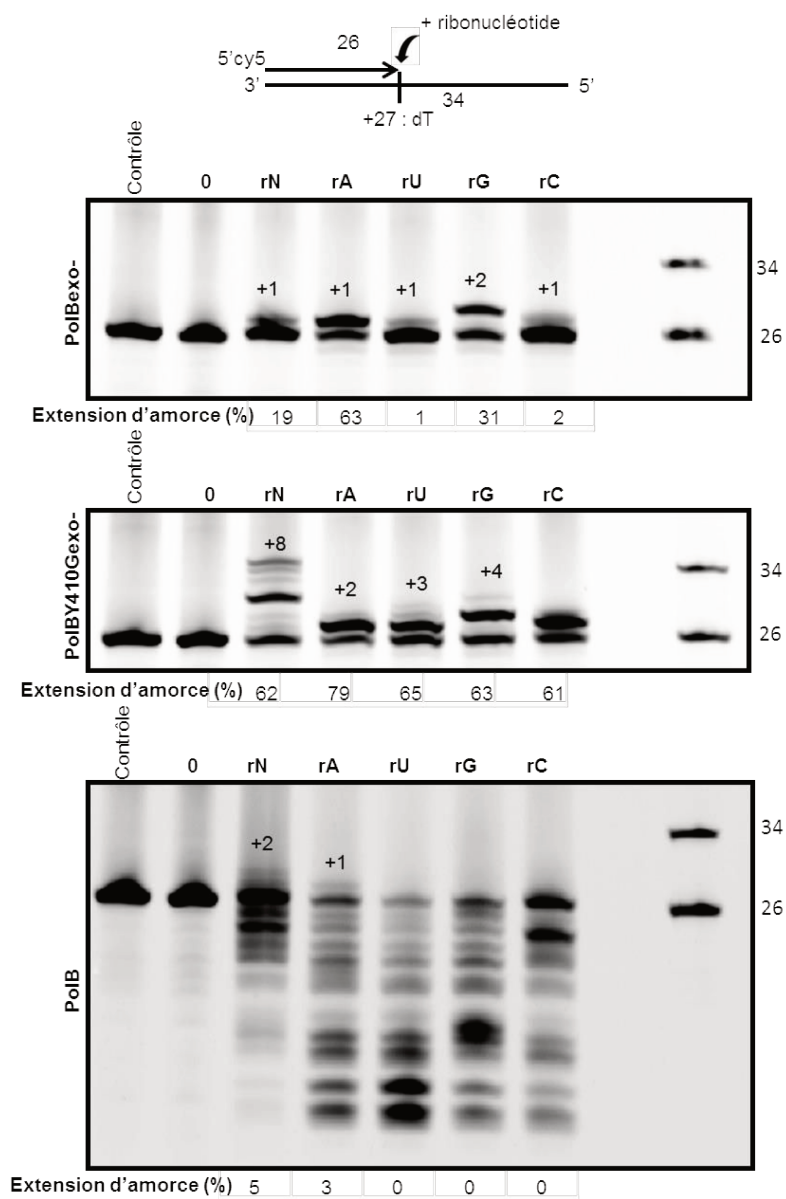 + ribonucléotide
26
5'cy5
3'
5'
34
+27 : dT
Contrôle 0 rN rA rU rG rC
PolBexo-
+1 +1 +1 +2 +1
34
26
Extension d'amorce (%) 19 63 1 31 2
Contrôle 0 rN rA rU rG rC
PolBY410Gexo-
+8 +2 +3 +4
34
26
Extension d'amorce (%) 62 79 65 63 61
Contrôle 0 rN rA rU rG rC
PolB
+2 +1
34
26
Extension d'amorce (%) 5 3 0 0 0